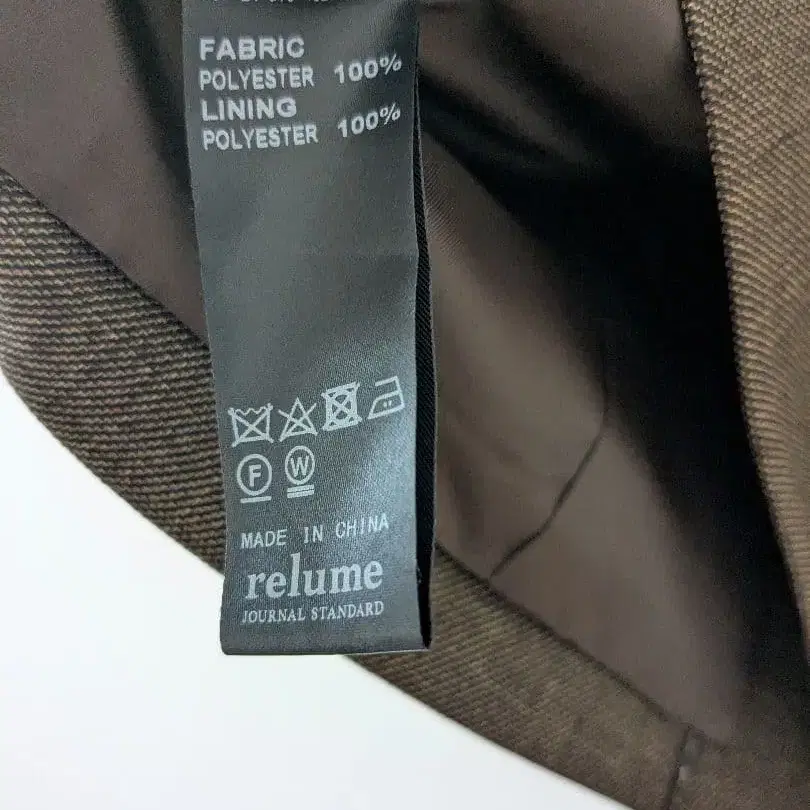 FABRIC
POLYESTER 100%
LINING
POLYESTER 100%
F W
MADE IN CHINA
relume
JOURNAL STANDARD